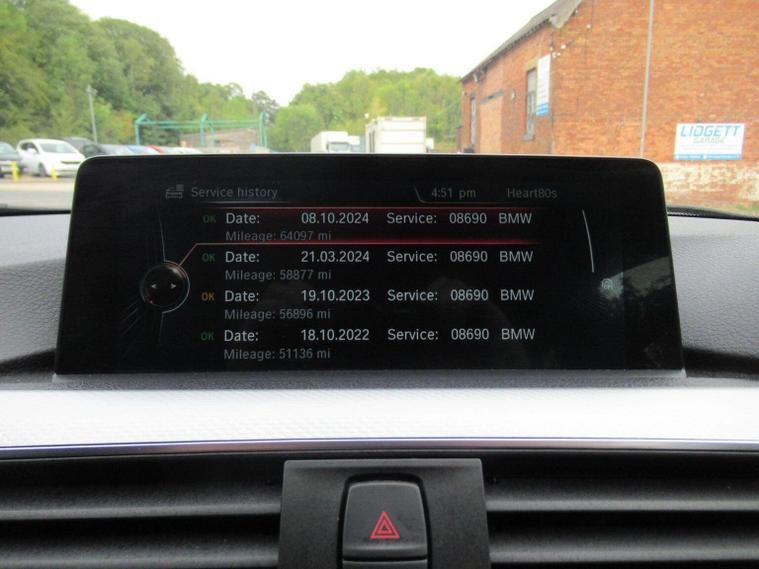 LIDGETT
GARAGE
Service history 4:51 pm Heart80s
OK Date: 08.10.2024 Service: 08690 BMW
Mileage: 64097 mi
OK Date: 21.03.2024 Service: 08690 BMW
Mileage: 58877 mi
OK Date: 19.10.2023 Service: 08690 BMW
Mileage: 56896 mi
OK Date: 18.10.2022 Service: 08690 BMW
Mileage: 51136 mi